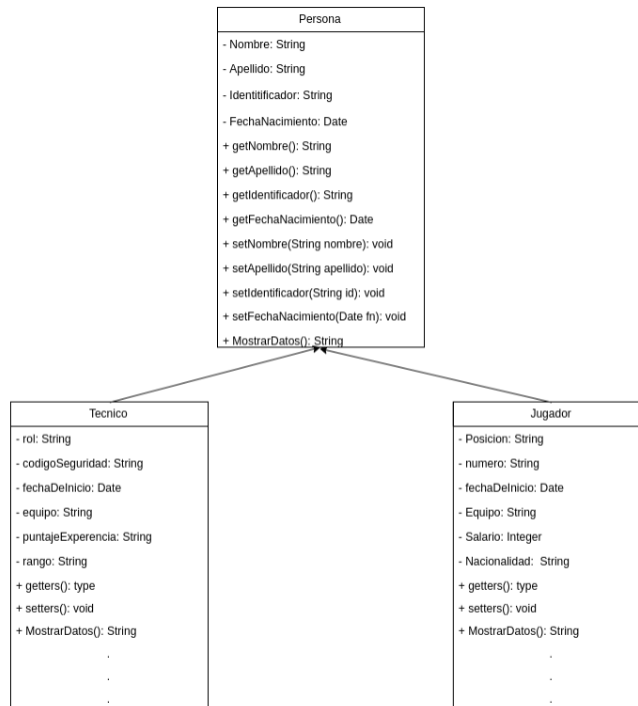 Persona
- Nombre: String
- Apellido: String
- Identitificador: String
- FechaNacimiento: Date
+ getNombre(): String
+ getApellido(): String
+ getIdentificador(): String
+ getFechaNacimiento(): Date
+ setNombre(String nombre): void
+ setApellido(String apellido): void
+ setIdentificador(String id): void
+ setFechaNacimiento(Date fn): void
+ MostrarDatos(): String
Tecnico
- rol: String
- codigoSeguridad: String
- fechaDeInicio: Date
- equipo: String
- puntajeExperencia: String
- rango: String
+ getters(): type
+ setters(): void
+ MostrarDatos(): String
.
.
.
Jugador
- Posicion: String
- numero: String
- fechaDeInicio: Date
- Equipo: String
- Salario: Integer
- Nacionalidad:  String
+ getters(): type
+ setters(): void
+ MostrarDatos(): String
.
.
.